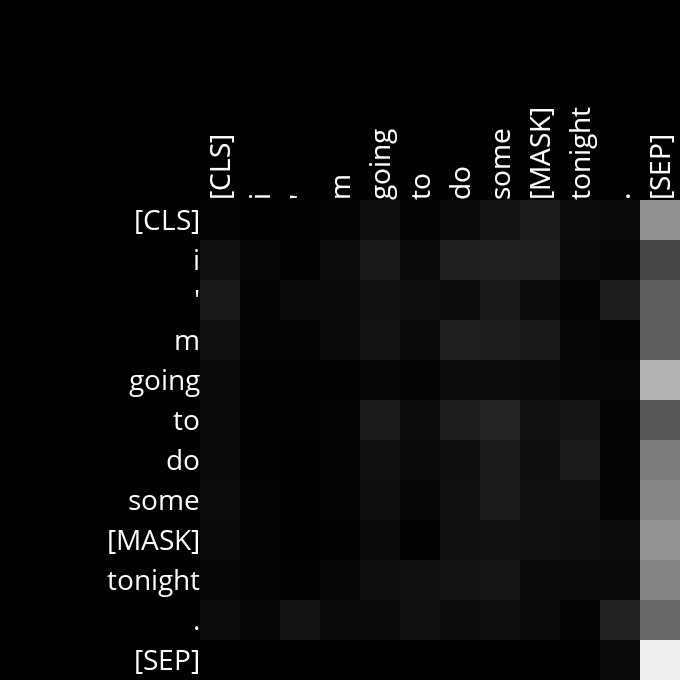 [CLS]
i
'
m
going
to
do
some
[MASK]
tonight
.
[SEP]
[CLS]
i
'
m
going
to
do
some
[MASK]
tonight
.
[SEP]